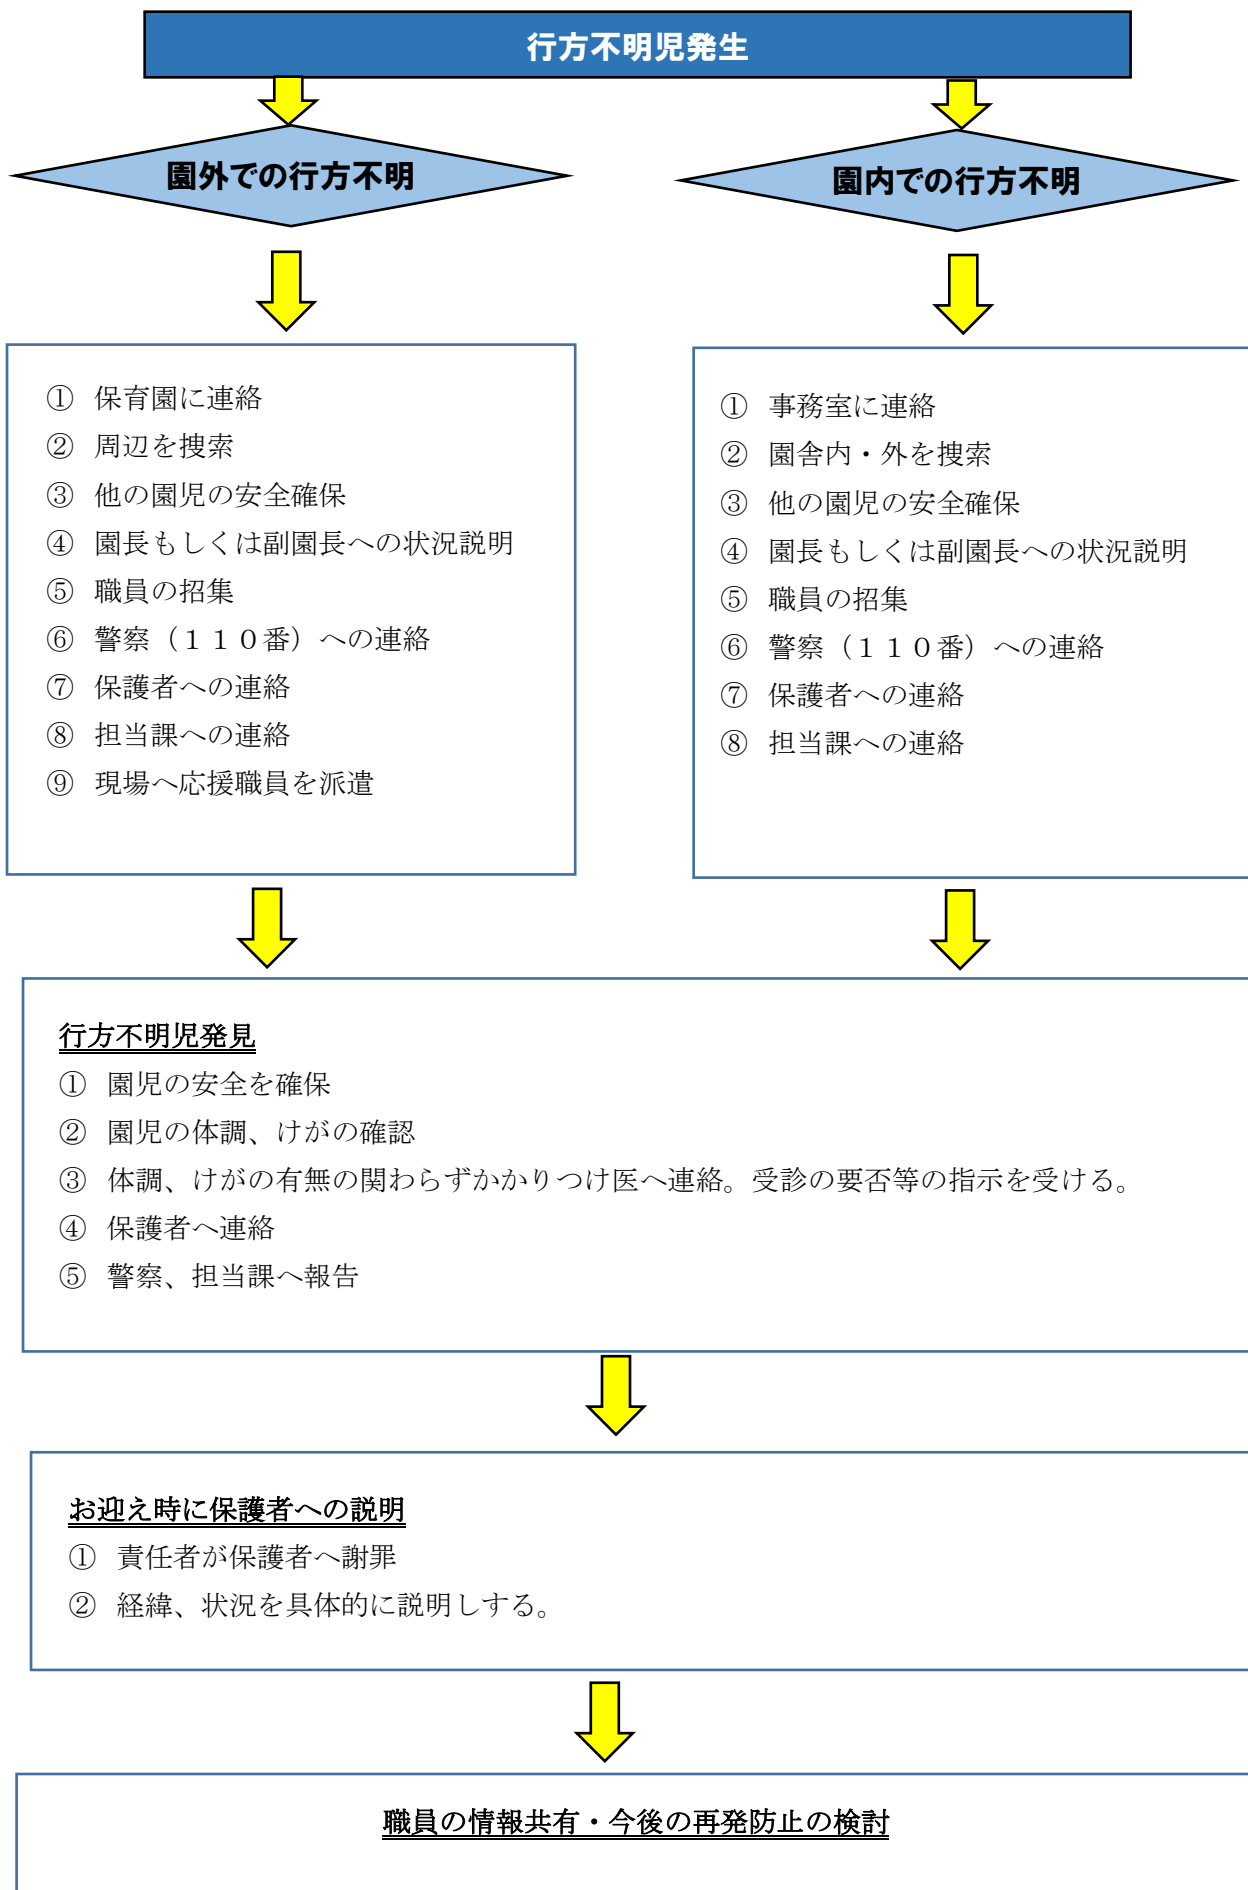 行方不明児発生
園外での行方不明
園内での行方不明
① 保育園に連絡
② 周辺を捜索
③ 他の園児の安全確保
④ 園長もしくは副園長への状況説明
⑤ 職員の招集
⑥ 警察（１１０番）への連絡
⑦ 保護者への連絡
⑧ 担当課への連絡
⑨ 現場へ応援職員を派遣
① 事務室に連絡
② 園舎内・外を捜索
③ 他の園児の安全確保
④ 園長もしくは副園長への状況説明
⑤ 職員の招集
⑥ 警察（１１０番）への連絡
⑦ 保護者への連絡
⑧ 担当課への連絡
行方不明児発見
① 園児の安全を確保
② 園児の体調、けがの確認
③ 体調、けがの有無の関わらずかかりつけ医へ連絡。受診の要否等の指示を受ける。
④ 保護者へ連絡
⑤ 警察、担当課へ報告
お迎え時に保護者への説明
① 責任者が保護者へ謝罪
② 経緯、状況を具体的に説明しする。
職員の情報共有・今後の再発防止の検討